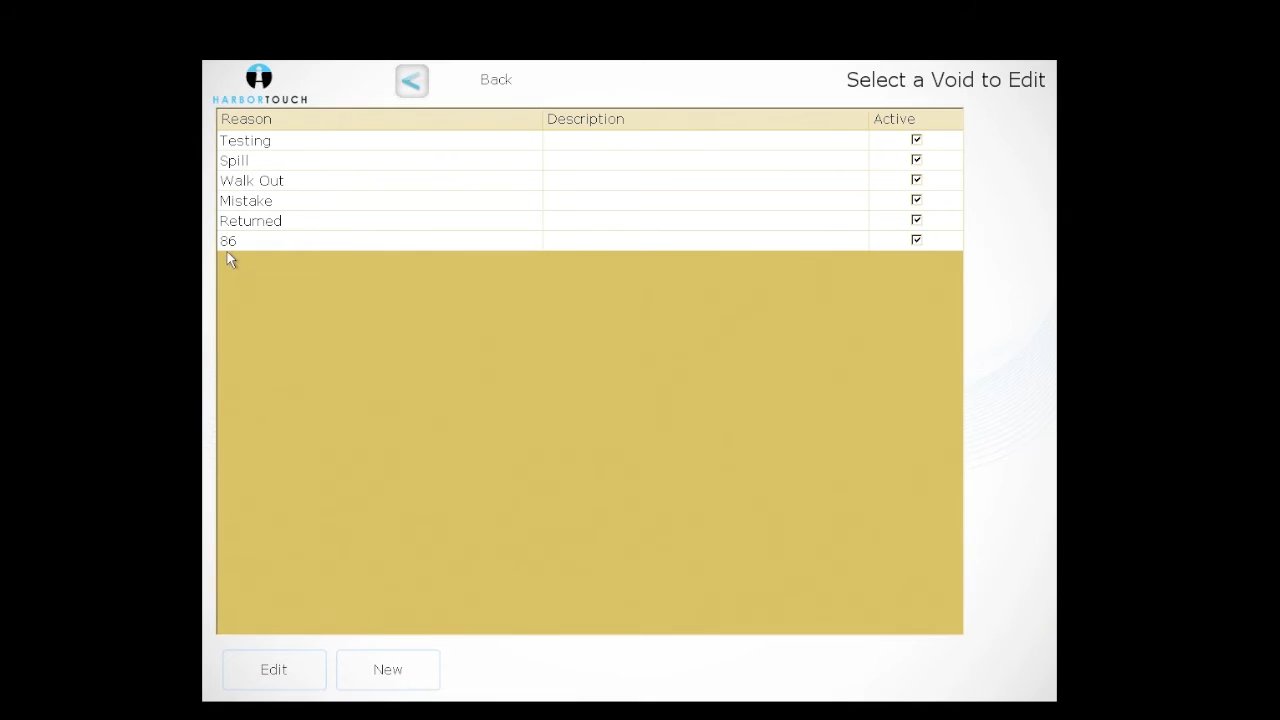 HARBORTOUCH
Back
Select a Void to Edit
Reason Description Active
Testing
Spill
Walk Out
Mistake
Returned
86
Edit New